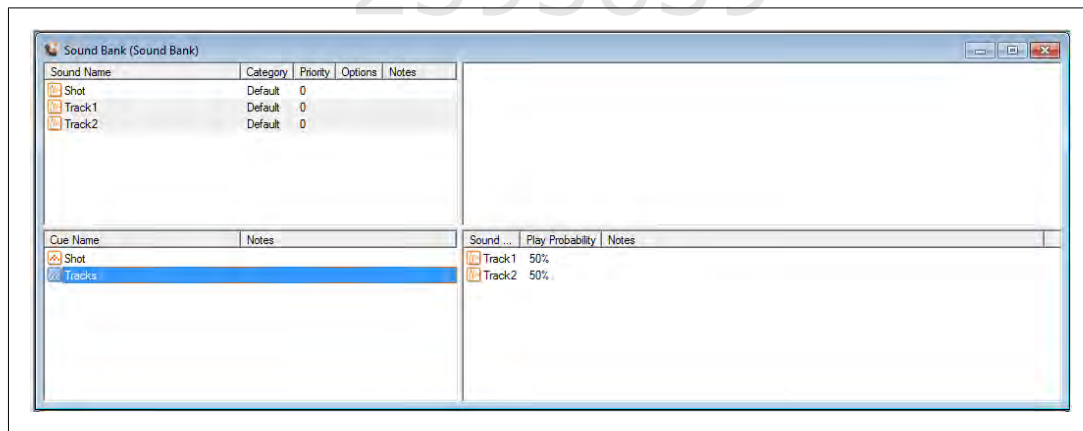 Sound Bank (Sound Bank)
Sound Name Category Priority Options Notes
Shot Default 0
Track1 Default 0
Track2 Default 0
Cue Name Notes
Shot
Tracks
Sound ... Play Probability Notes
Track1 50%
Track2 50%